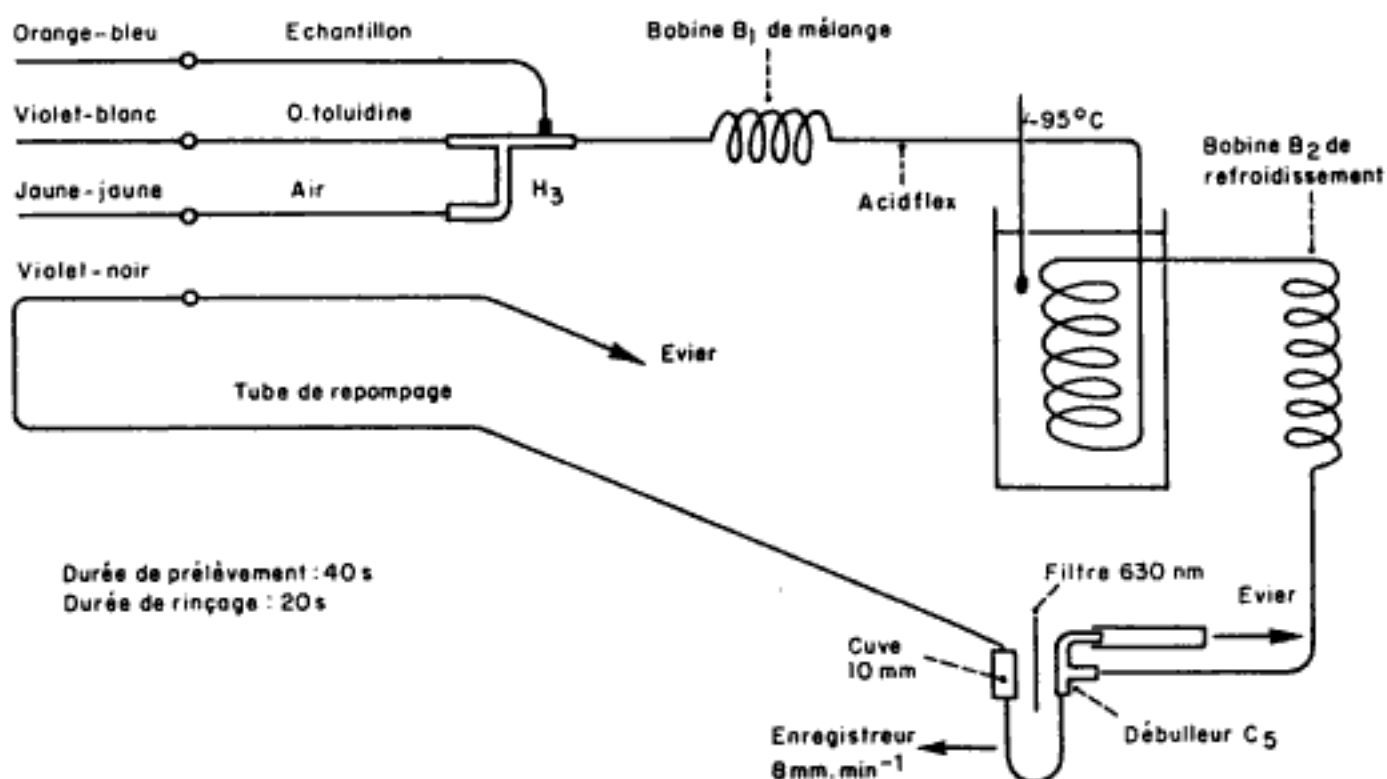 Orange-bleu Echantillon
Bobine B1 de mélange
Violet-blanc O. toluidine
~95°C
Bobine B2 de
refroidissement
Jaune-jaune Air H3
Acidflex
Violet-noir
Evier
Tube de repompage
Durée de prélèvement : 40 s
Durée de rinçage : 20 s
Filtre 630 nm
Evier
Cuve
10 mm
Débulleur C5
Enregistreur
8mm. min-1